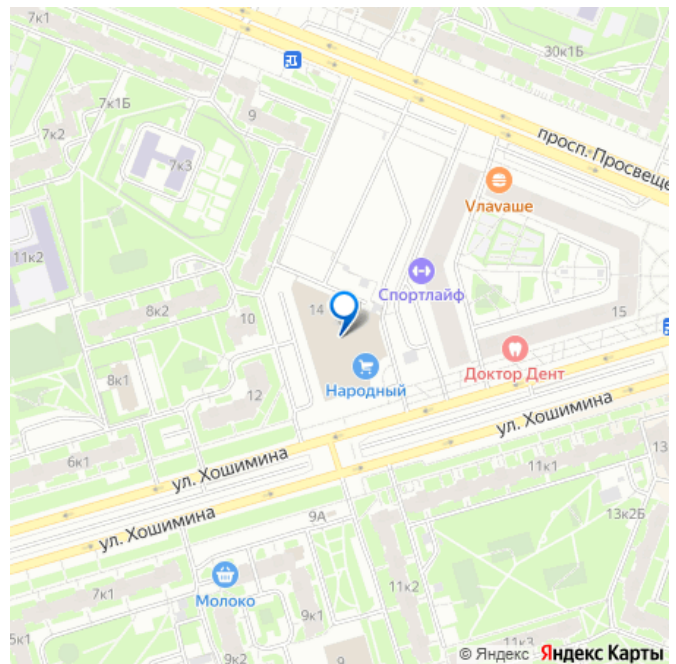 7к1
30к1Б
7к1Б
9
просп. Просвеще
7к2
7к3
Vлаvаше
11к2
Спортлайф
8к2
14
15
10
Доктор Дент
8к1
Народный
12
ул. Хошимина
6к1
ул. Хошимина
13
11к1
9А
13к2Б
ул. Хошимина
Молоко
7к1
11к2
9к1
5к1
9к2
9
11к3
© Яндекс Яндекс Карты